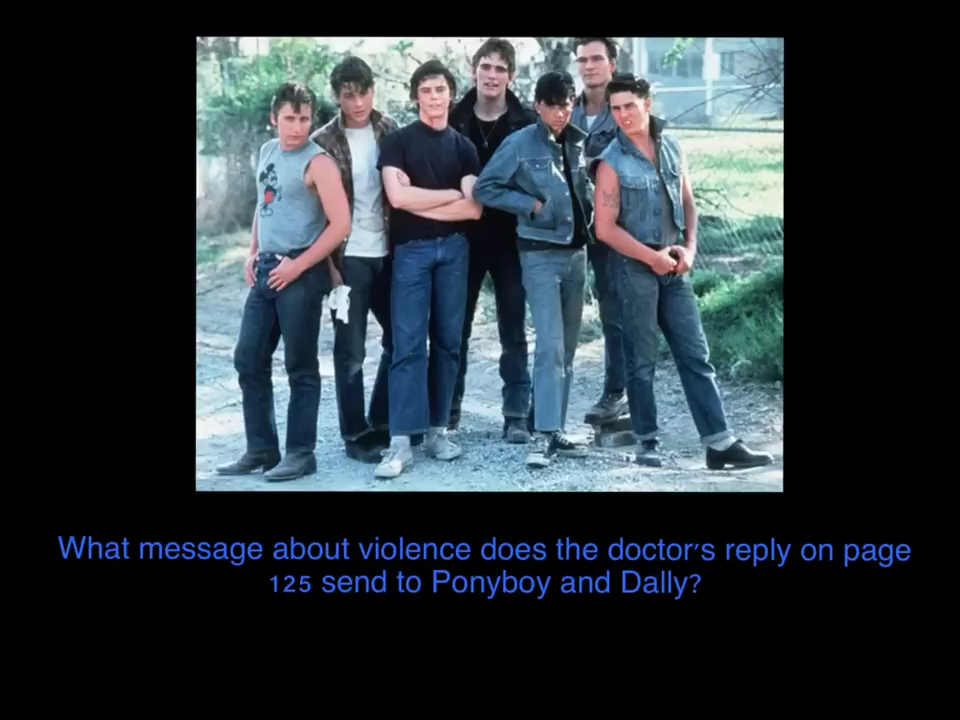 What message about violence does the doctor's reply on page
125 send to Ponyboy and Dally?